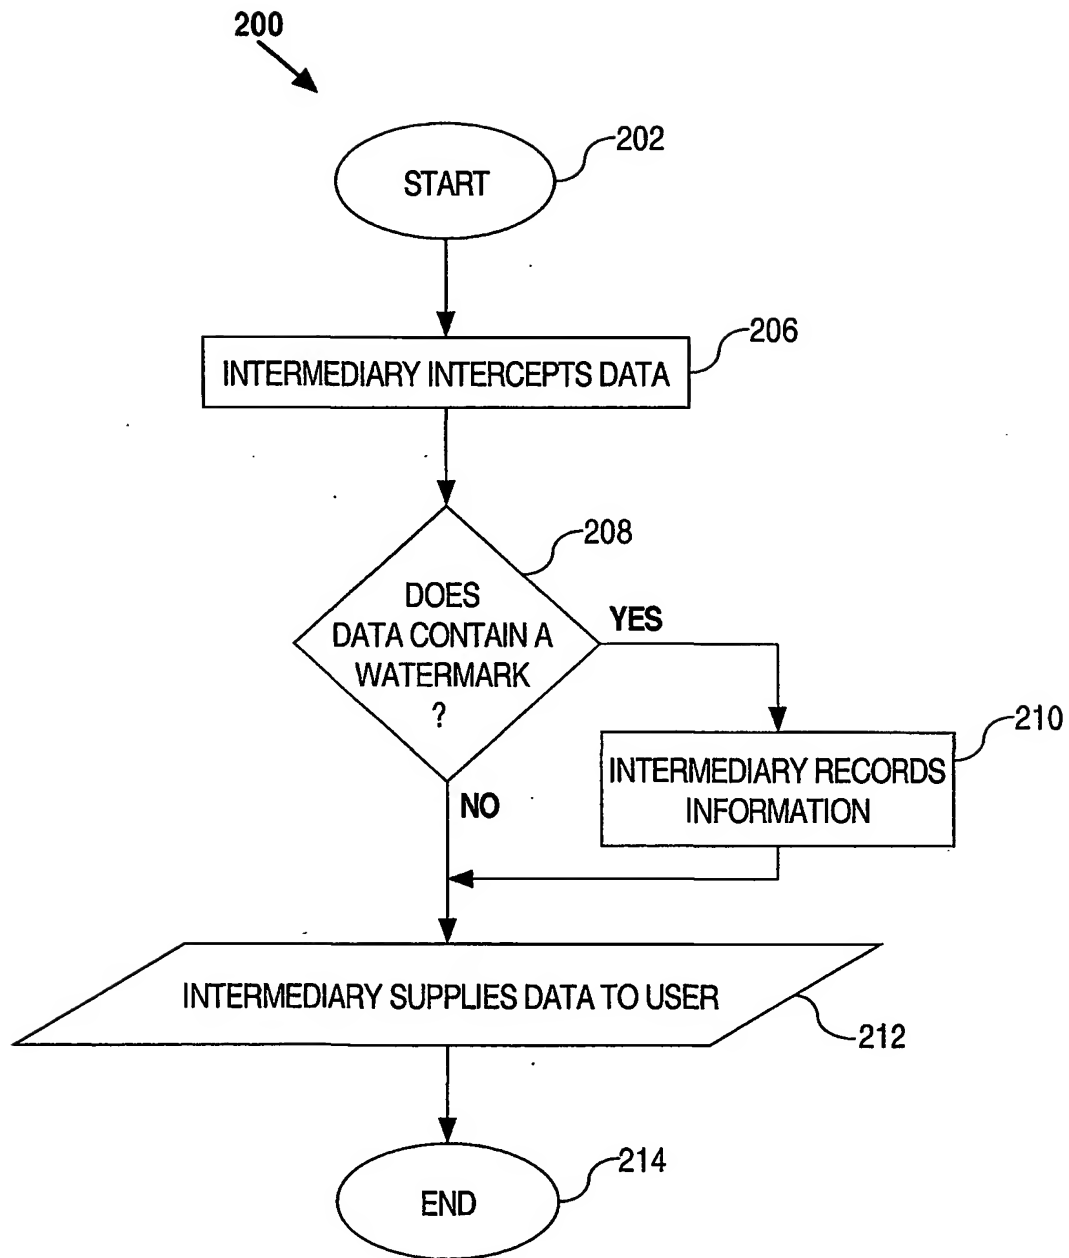 200
START
202
INTERMEDIARY INTERCEPTS DATA
206
DOES
DATA CONTAIN A
WATERMARK
?
208
YES
INTERMEDIARY RECORDS
INFORMATION
210
NO
INTERMEDIARY SUPPLIES DATA TO USER
212
END
214